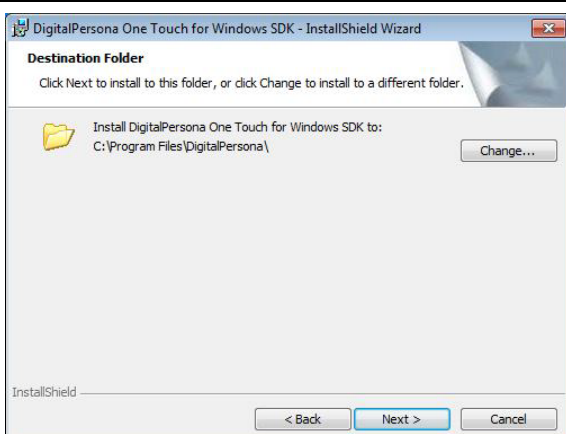 DigitalPersona One Touch for Windows SDK - InstallShield Wizard
Destination Folder
Click Next to install to this folder, or click Change to install to a different folder.
Install DigitalPersona One Touch for Windows SDK to:
C:\Program Files\DigitalPersona\
Change...
InstallShield
< Back
Next >
Cancel